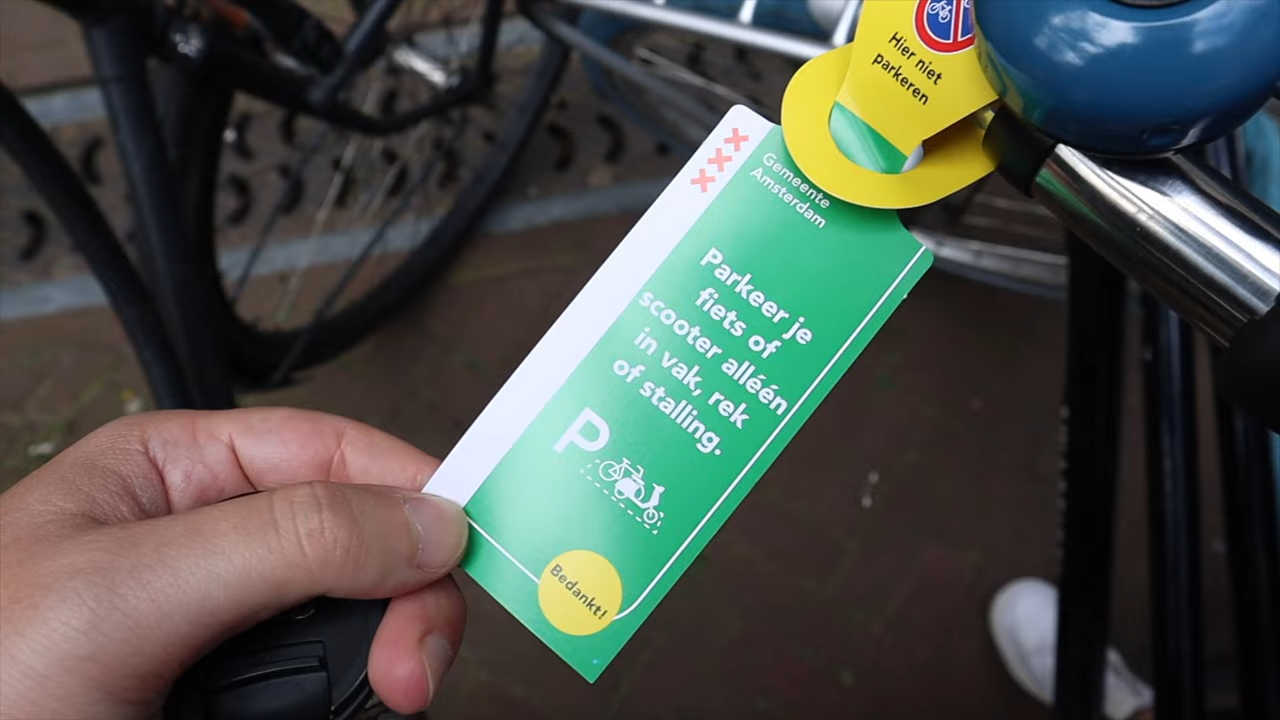 Hier niet
parkeren
Gemeente
Amsterdam
Parkeer je
fiets of
scooter alléén
in vak, rek
of stalling.
P
Bedankt!